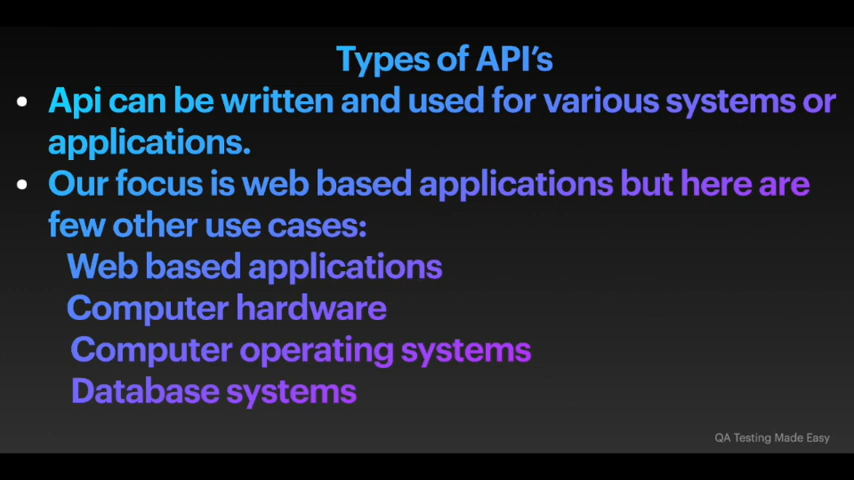 Types of API’s
• Api can be written and used for various systems or
applications.
• Our focus is web based applications but here are
few other use cases:
Web based applications
Computer hardware
Computer operating systems
Database systems
QA Testing Made Easy